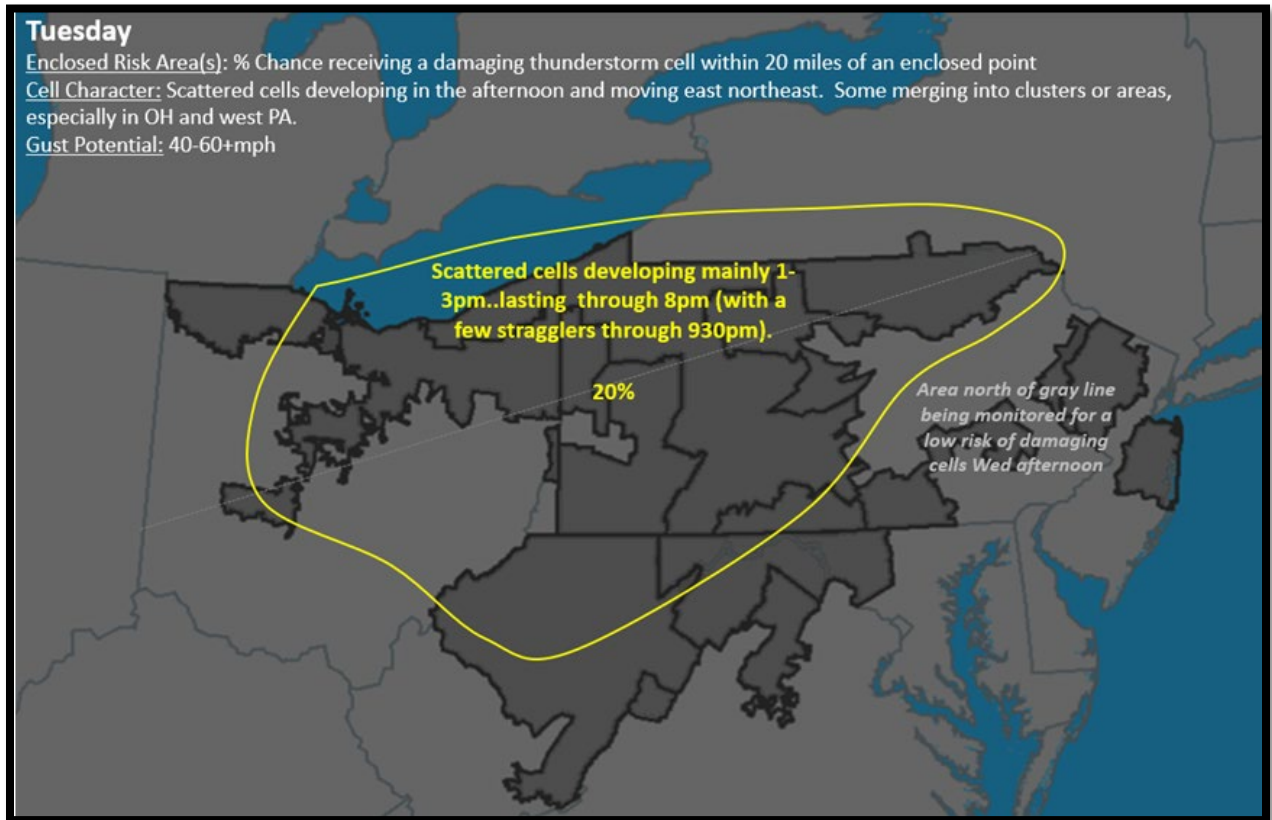 Tuesday
Enclosed Risk Area(s): % Chance receiving a damaging thunderstorm cell within 20 miles of an enclosed point
Cell Character: Scattered cells developing in the afternoon and moving east northeast.  Some merging into clusters or areas,
especially in OH and west PA.
Gust Potential: 40-60+mph
Scattered cells developing mainly 1-
3pm..lasting  through 8pm (with a
few stragglers through 930pm).
20%
Area north of gray line
being monitored for a
low risk of damaging
cells Wed afternoon